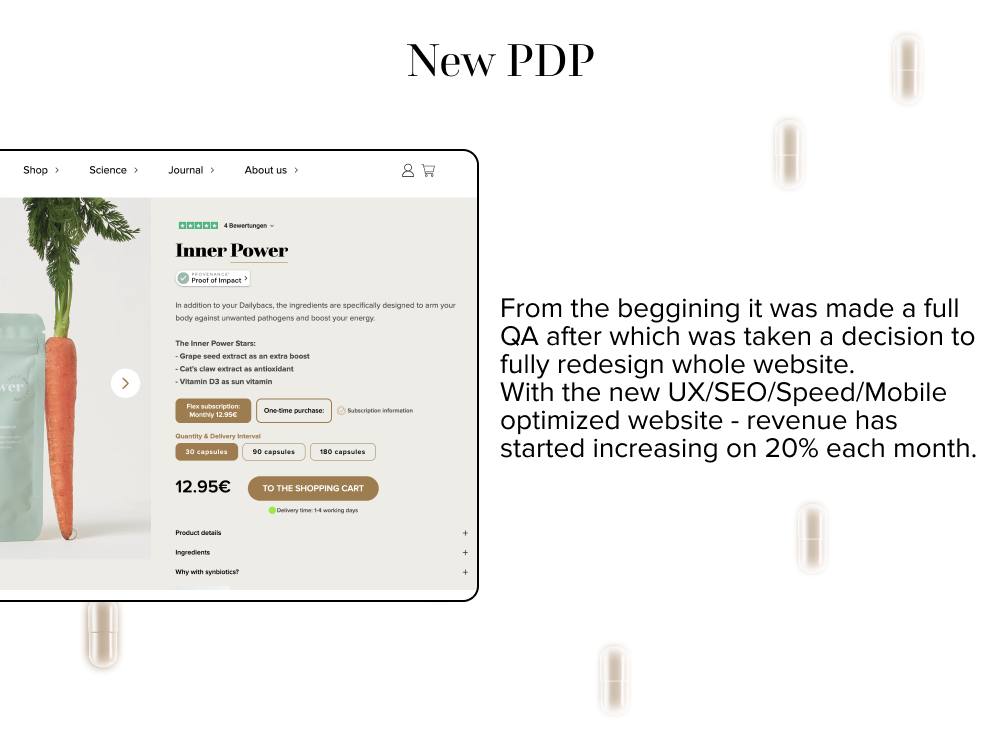 New PDP
Shop
Science
Journal
About us
4 Bewertungen
Inner Power
PROVENANCE
Proof of Impact
In addition to your Dailybacs, the ingredients are specifically designed to arm your
body against unwanted pathogens and boost your energy.
The Inner Power Stars:
- Grape seed extract as an extra boost
- Cat's claw extract as antioxidant
- Vitamin D3 as sun vitamin
Flex subscription:
Monthly 12.95€
One-time purchase:
Subscription information
Quantity & Delivery Interval
30 capsules
90 capsules
180 capsules
12.95€
TO THE SHOPPING CART
Delivery time: 1-4 working days
Product details +
Ingredients +
Why with synbiotics? +
From the beggining it was made a full
QA after which was taken a decision to
fully redesign whole website.
With the new UX/SEO/Speed/Mobile
optimized website - revenue has
started increasing on 20% each month.